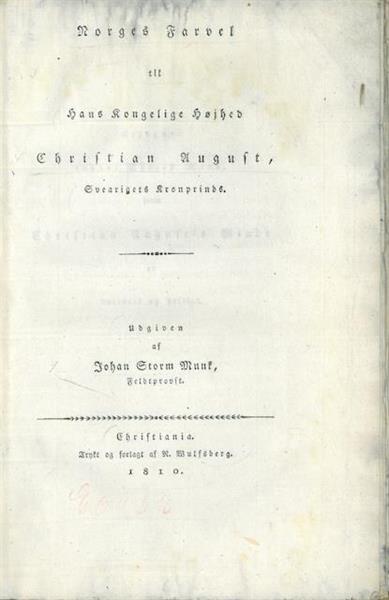 Norges Farvel
til
Hans Kongelige Højhed
Christian August,
Svearigets Kronprinds.
Udgiven
af
Johan Storm Munk,
Feldtprovst.
Christiania.
Trykt og forlagt af N. Wulfsberg.
1810.